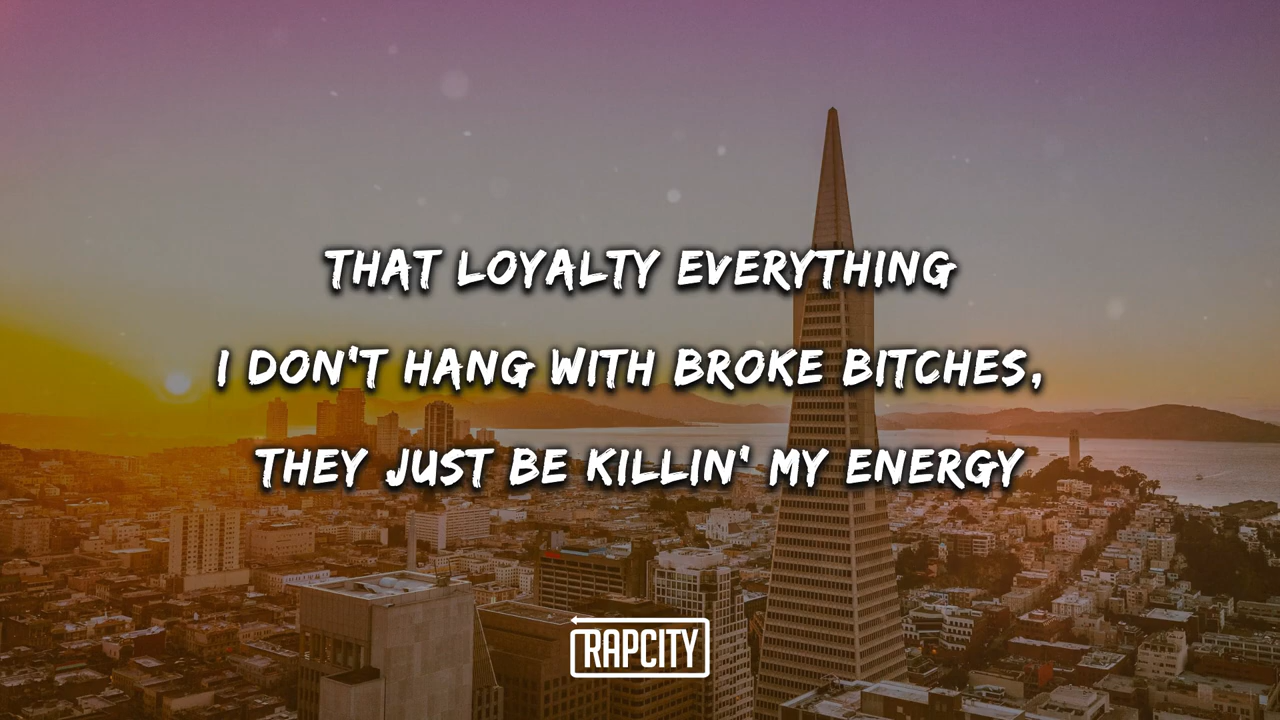 THAT LOYALTY EVERYTHING
I DON'T HANG WITH BROKE BITCHES,
THEY JUST BE KILLIN' MY ENERGY
RAPCITY